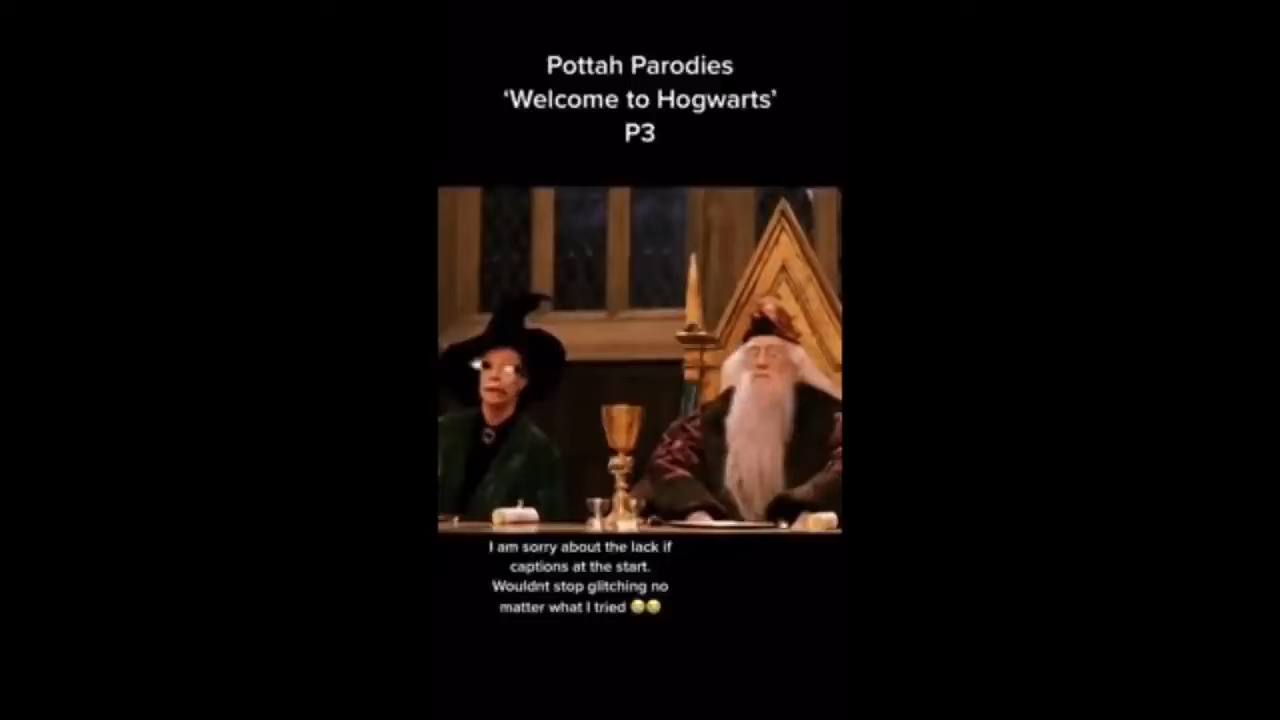 Pottah Parodies
‘Welcome to Hogwarts’
P3
I am sorry about the lack if
captions at the start.
Wouldnt stop glitching no
matter what I tried 😭😭